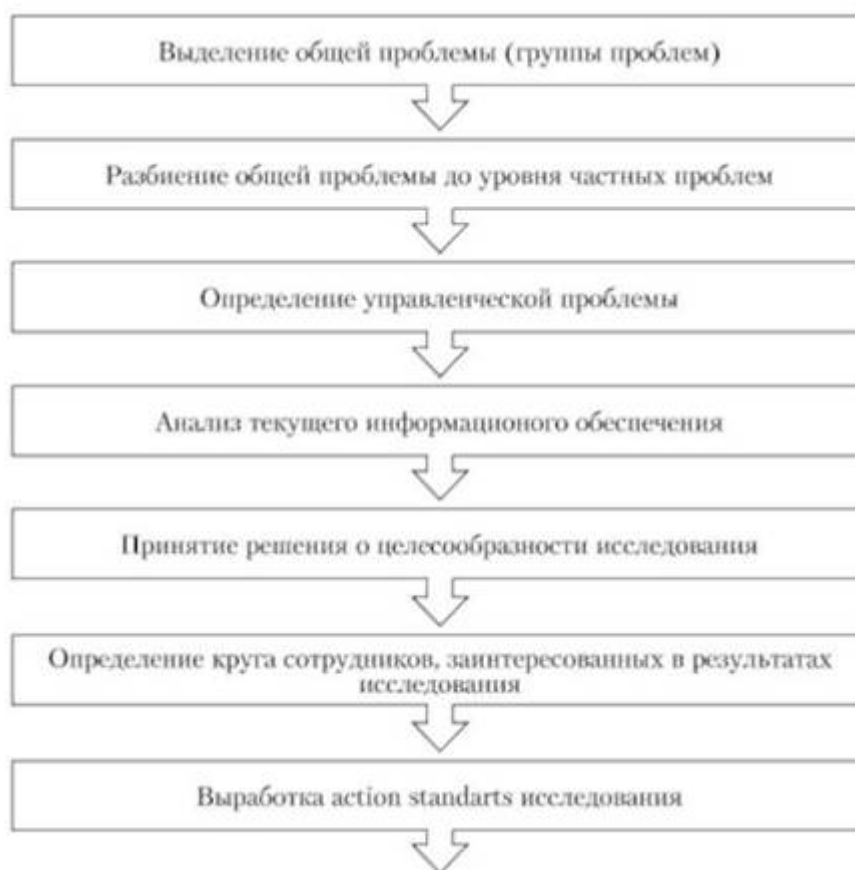 Выделение общей проблемы (группы проблем)
Разбиение общей проблемы до уровня частных проблем
Определение управленческой проблемы
Анализ текущего информационого обеспечения
Принятие решения о целесообразности исследования
Определение круга сотрудников, заинтересованных в результатах
исследования
Выработка action standarts исследования